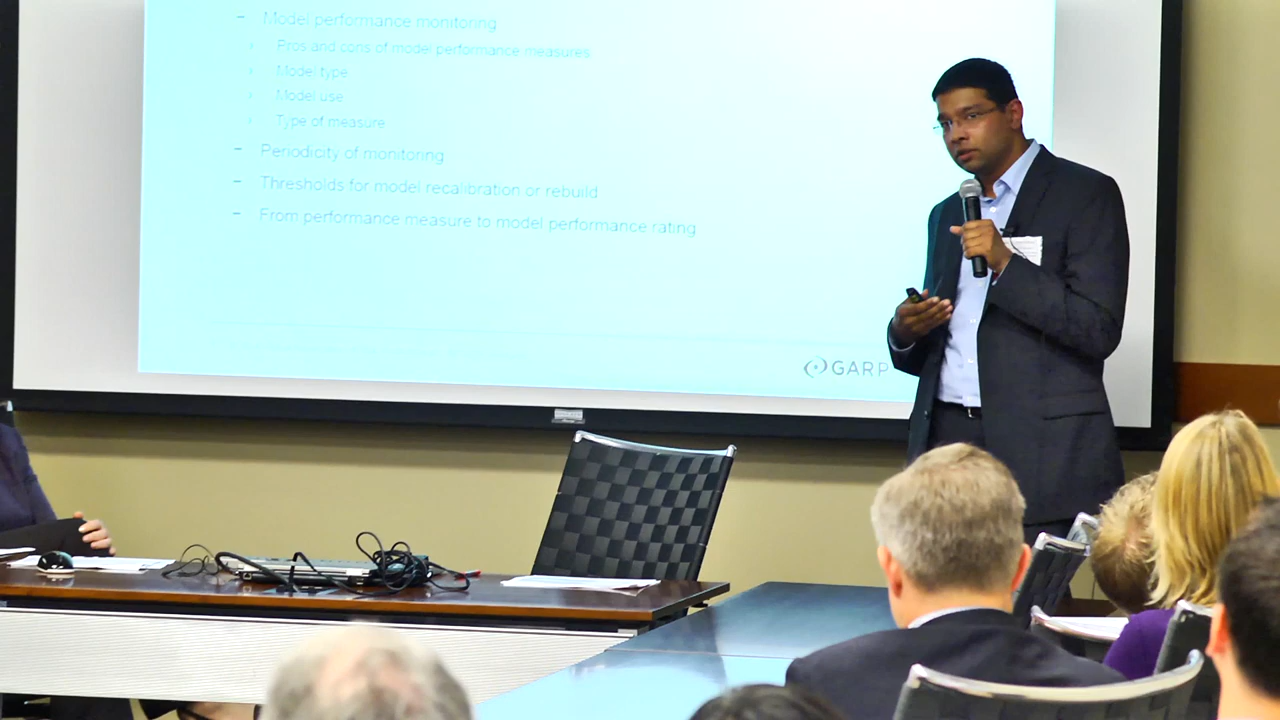 - Model performance monitoring
› Pros and cons of model performance measures
› Model type
› Model use
› Type of measure
- Periodicity of monitoring
- Thresholds for model recalibration or rebuild
- From performance measure to model performance rating
GARP